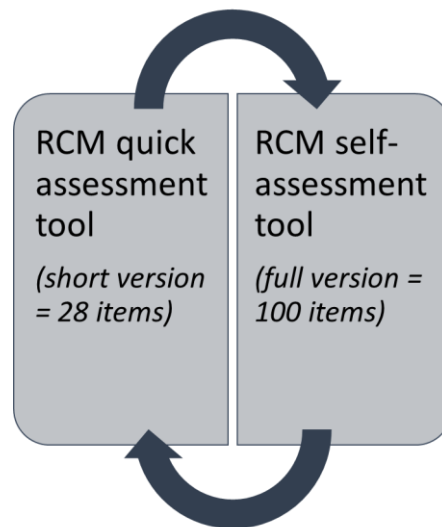 RCM quick
assessment
tool
(short version
= 28 items)
RCM self-
assessment
tool
(full version =
100 items)